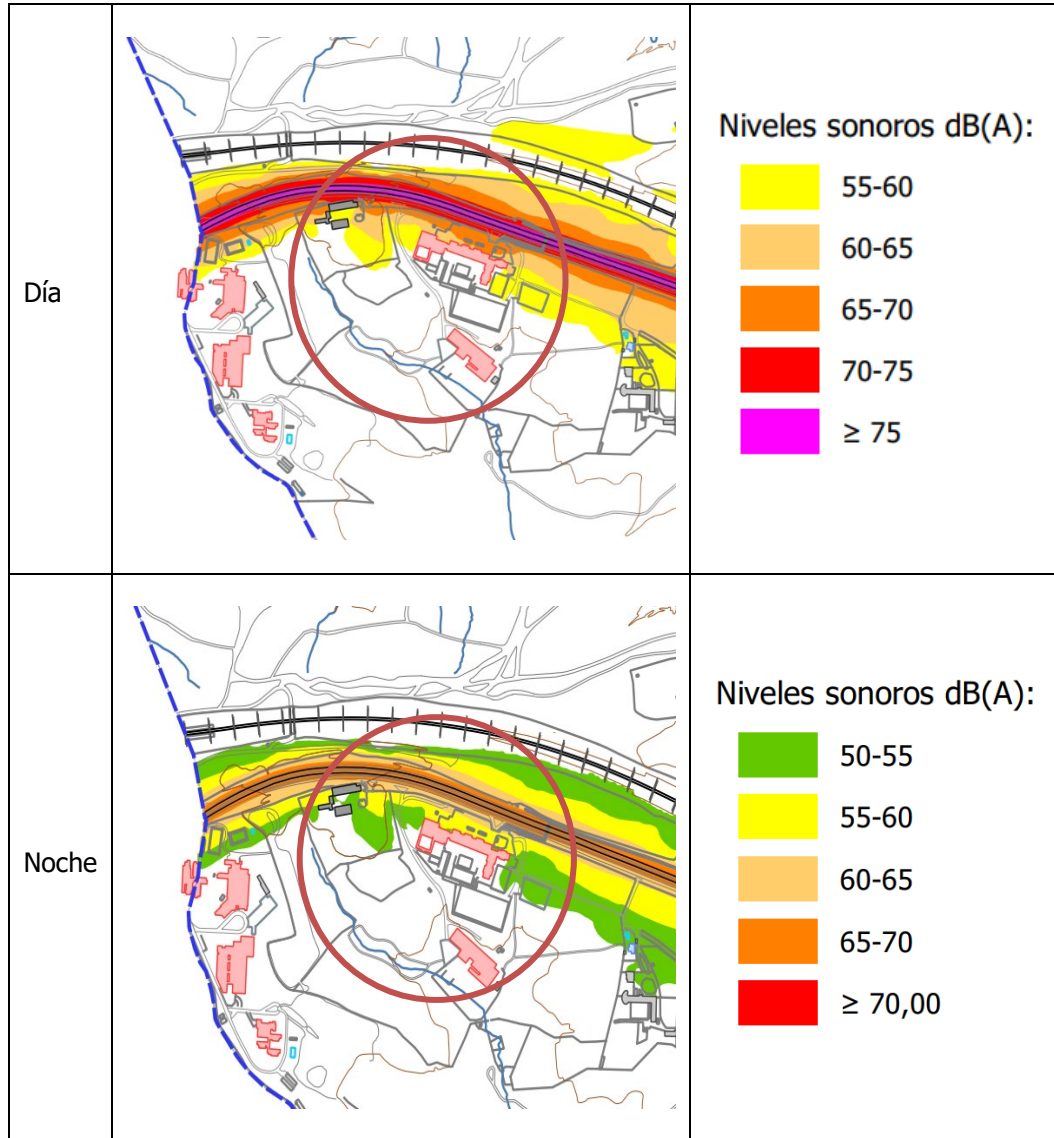 Día
Niveles sonoros dB(A):
55-60
60-65
65-70
70-75
≥ 75
Noche
Niveles sonoros dB(A):
50-55
55-60
60-65
65-70
≥ 70,00